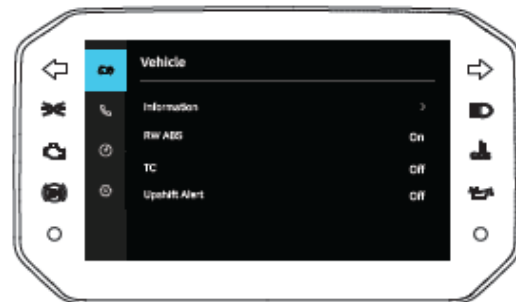 Vehicle
Information
RW ABS On
TC Off
Upshift Alert Off